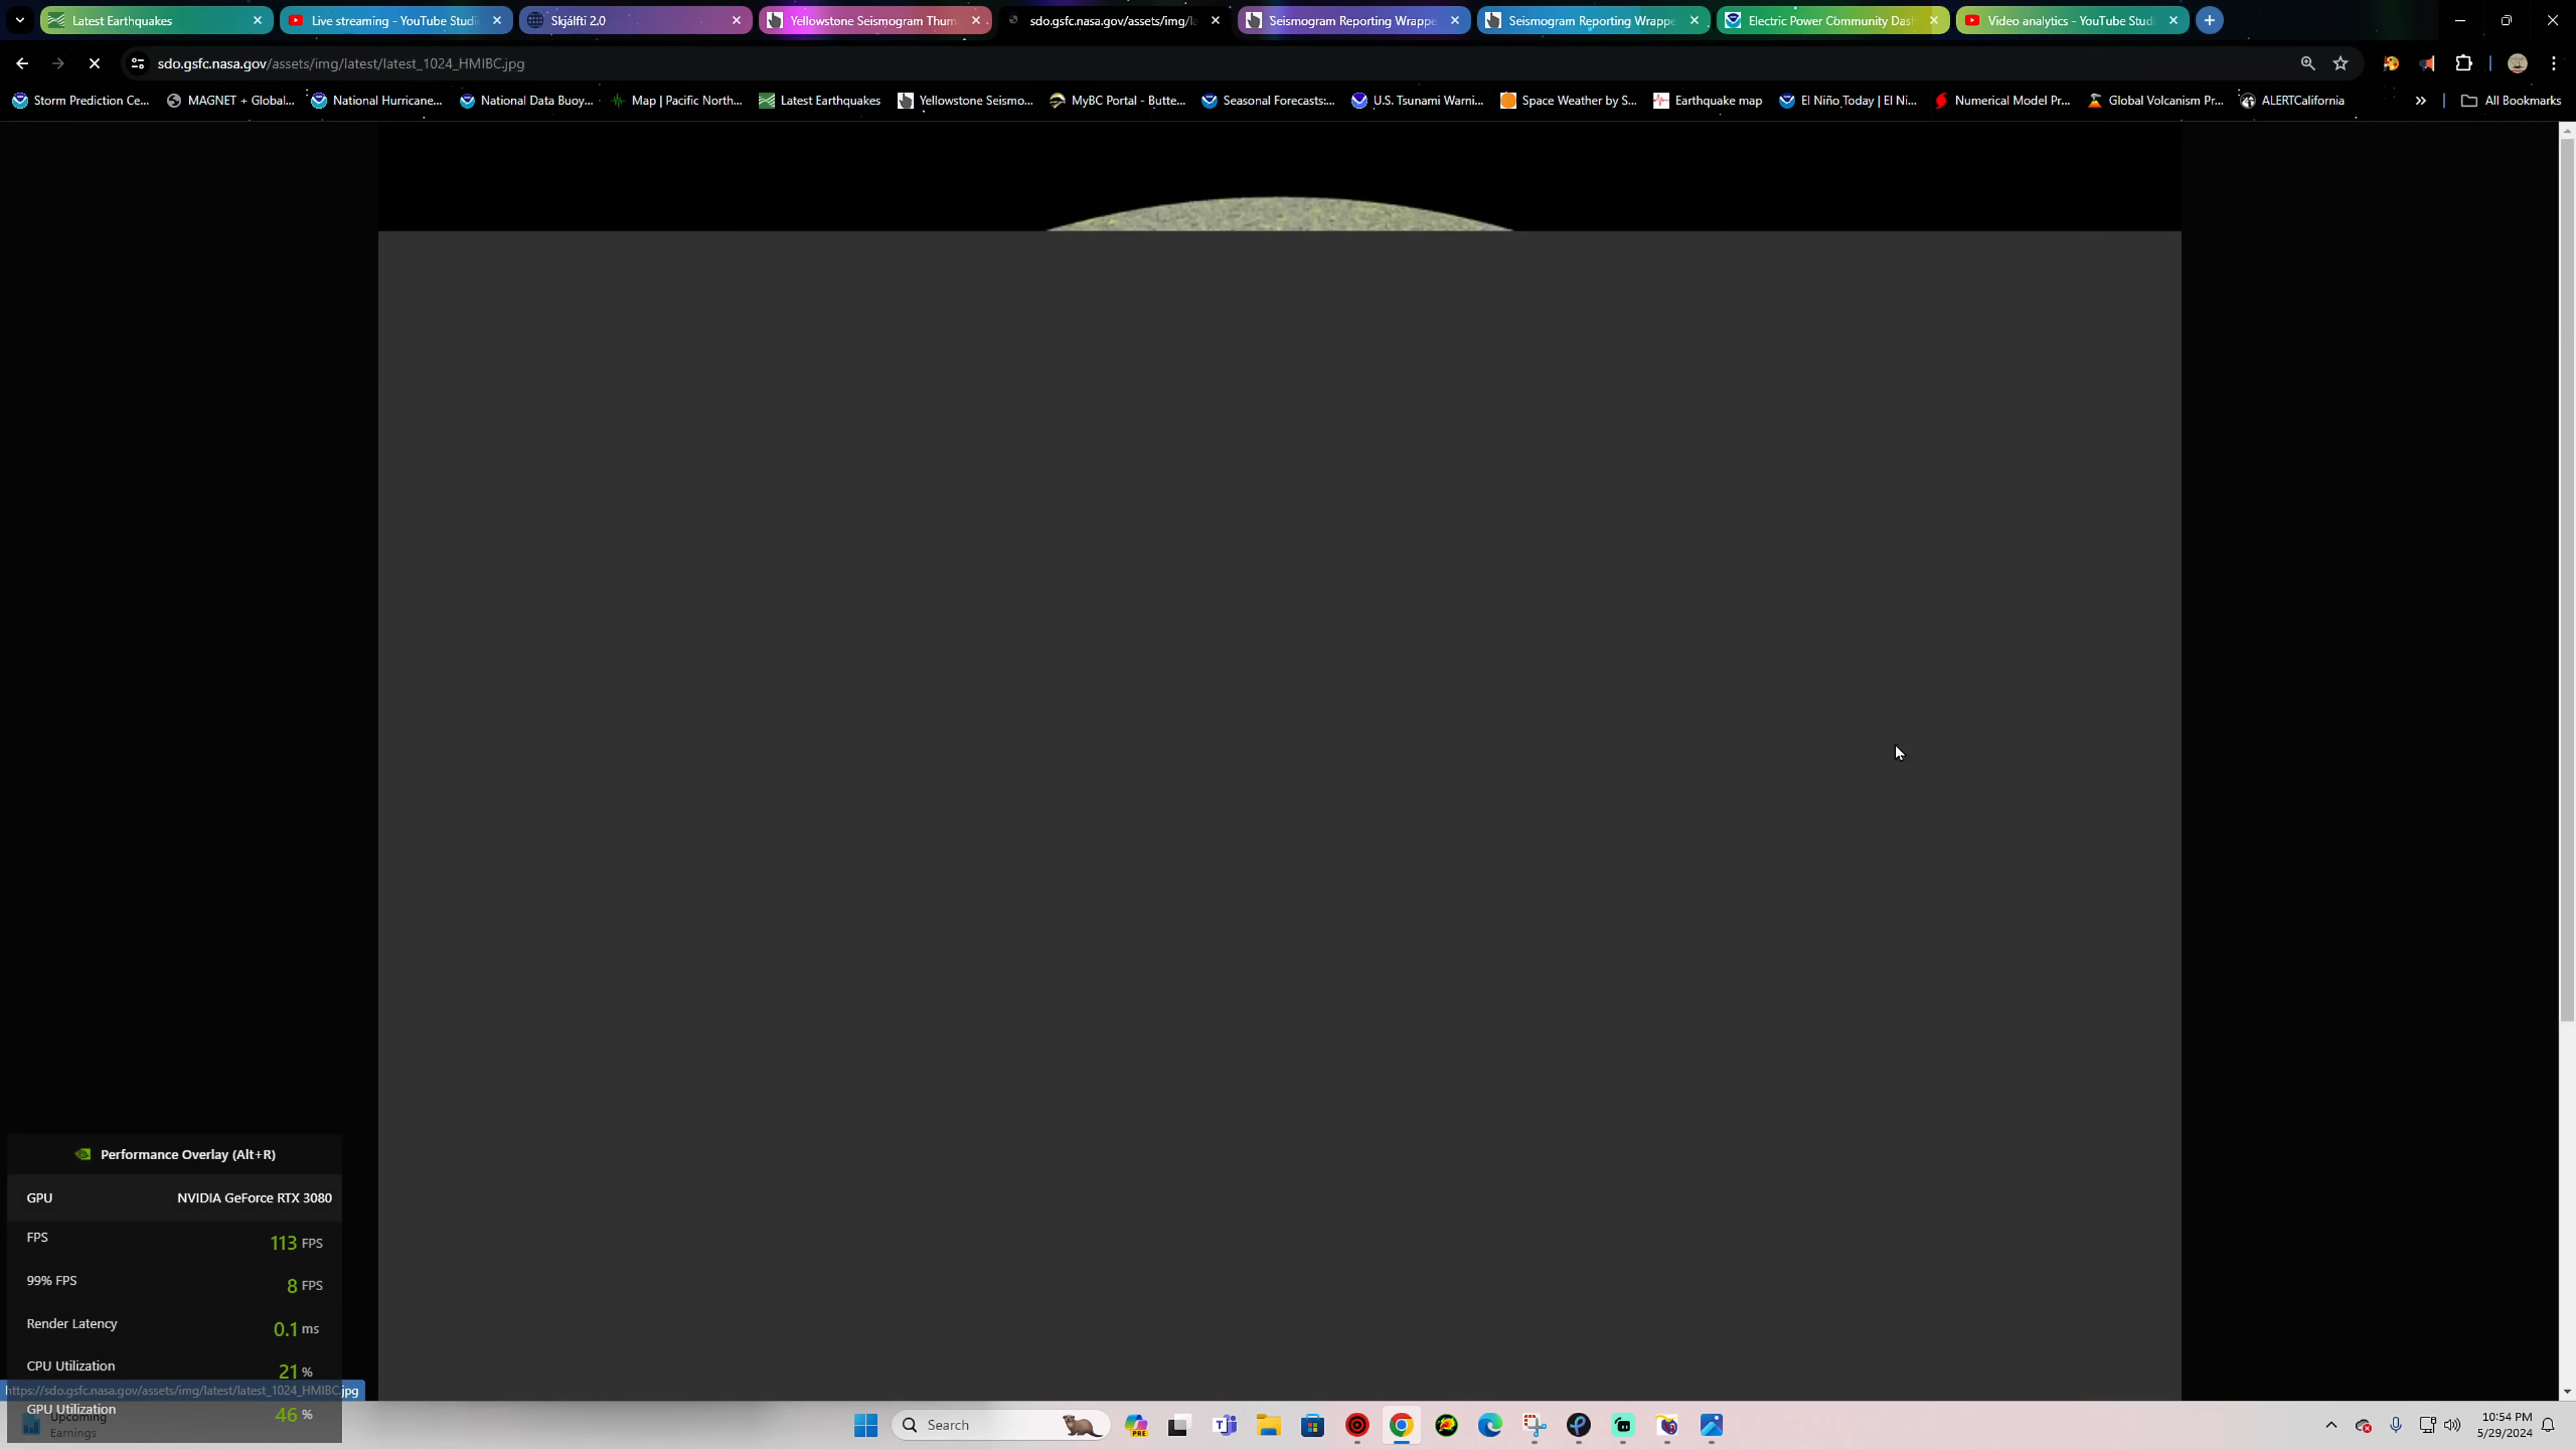 Latest Earthquakes
Live streaming - YouTube Studi
Skjálfti 2.0
Yellowstone Seismogram Thum
sdo.gsfc.nasa.gov/assets/img/la
Seismogram Reporting Wrappe
Seismogram Reporting Wrappe
Electric Power Community Das
Video analytics - YouTube Studi
sdo.gsfc.nasa.gov/assets/img/latest/latest_1024_HMIBC.jpg
Storm Prediction Ce...
MAGNET + Global...
National Hurricane...
National Data Buoy...
Map | Pacific North...
Latest Earthquakes
Yellowstone Seismo...
MyBC Portal - Butte...
Seasonal Forecasts:...
U.S. Tsunami Warni...
Space Weather by S...
Earthquake map
El Niño Today | El Ni...
Numerical Model Pr...
Global Volcanism Pr...
ALERTCalifornia
All Bookmarks
Performance Overlay (Alt+R)
GPU NVIDIA GeForce RTX 3080
FPS 113 FPS
99% FPS 8 FPS
Render Latency 0.1 ms
CPU Utilization 21 %
https://sdo.gsfc.nasa.gov/assets/img/latest/latest_1024_HMIBC.jpg
GPU Utilization 46 %
Upcoming
Earnings
Search
PRE
10:54 PM
5/29/2024